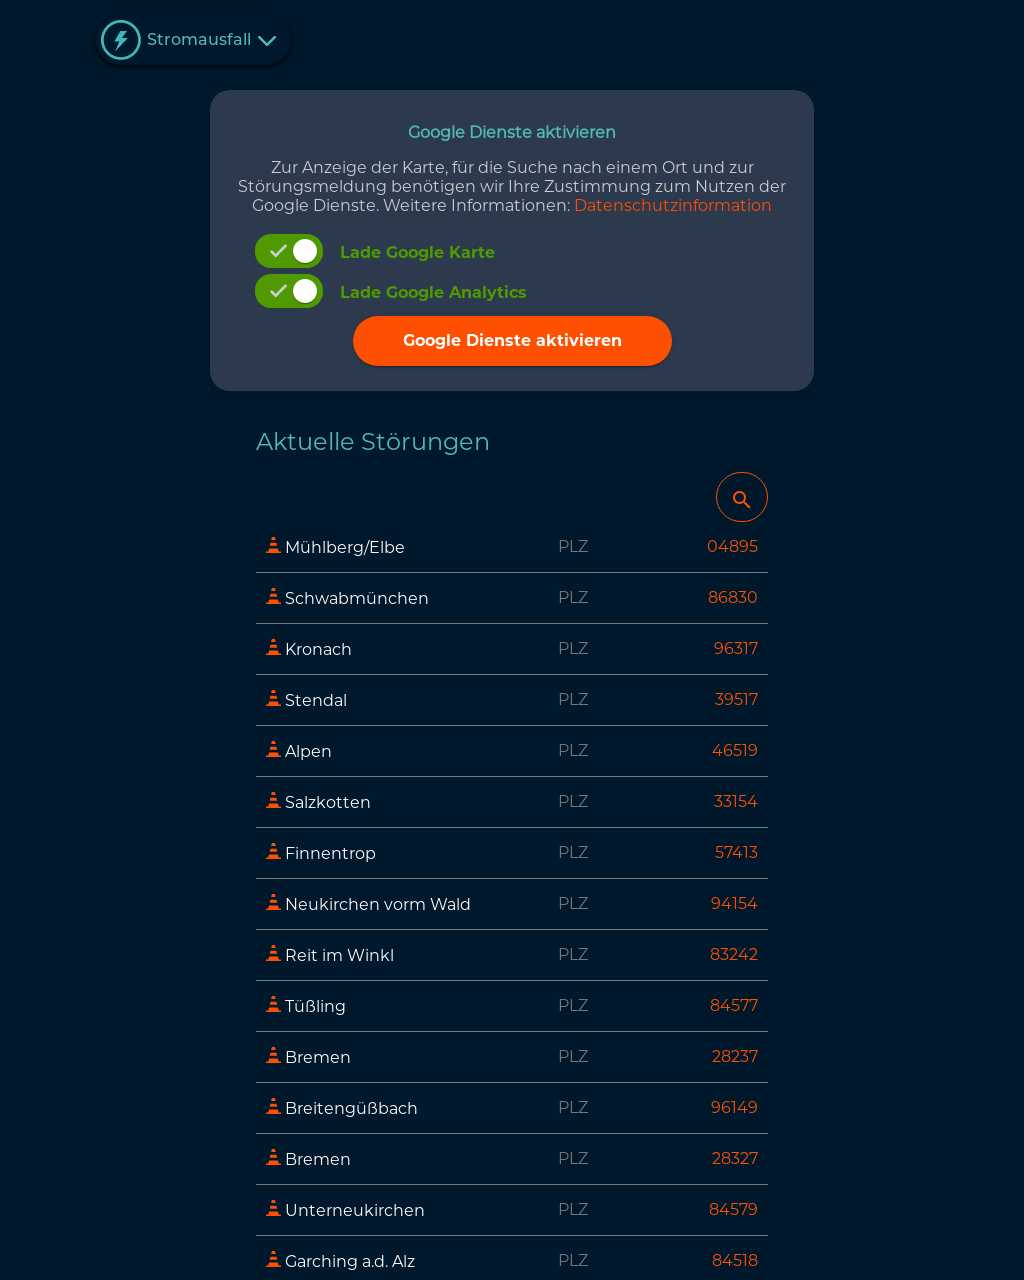 Stromausfall
Google Dienste aktivieren
Zur Anzeige der Karte, für die Suche nach einem Ort und zur
Störungsmeldung benötigen wir Ihre Zustimmung zum Nutzen der
Google Dienste. Weitere Informationen: Datenschutzinformation
Lade Google Karte
Lade Google Analytics
Google Dienste aktivieren
Aktuelle Störungen
Mühlberg/Elbe PLZ 04895
Schwabmünchen PLZ 86830
Kronach PLZ 96317
Stendal PLZ 39517
Alpen PLZ 46519
Salzkotten PLZ 33154
Finnentrop PLZ 57413
Neukirchen vorm Wald PLZ 94154
Reit im Winkl PLZ 83242
Tüßling PLZ 84577
Bremen PLZ 28237
Breitengüßbach PLZ 96149
Bremen PLZ 28327
Unterneukirchen PLZ 84579
Garching a.d. Alz PLZ 84518